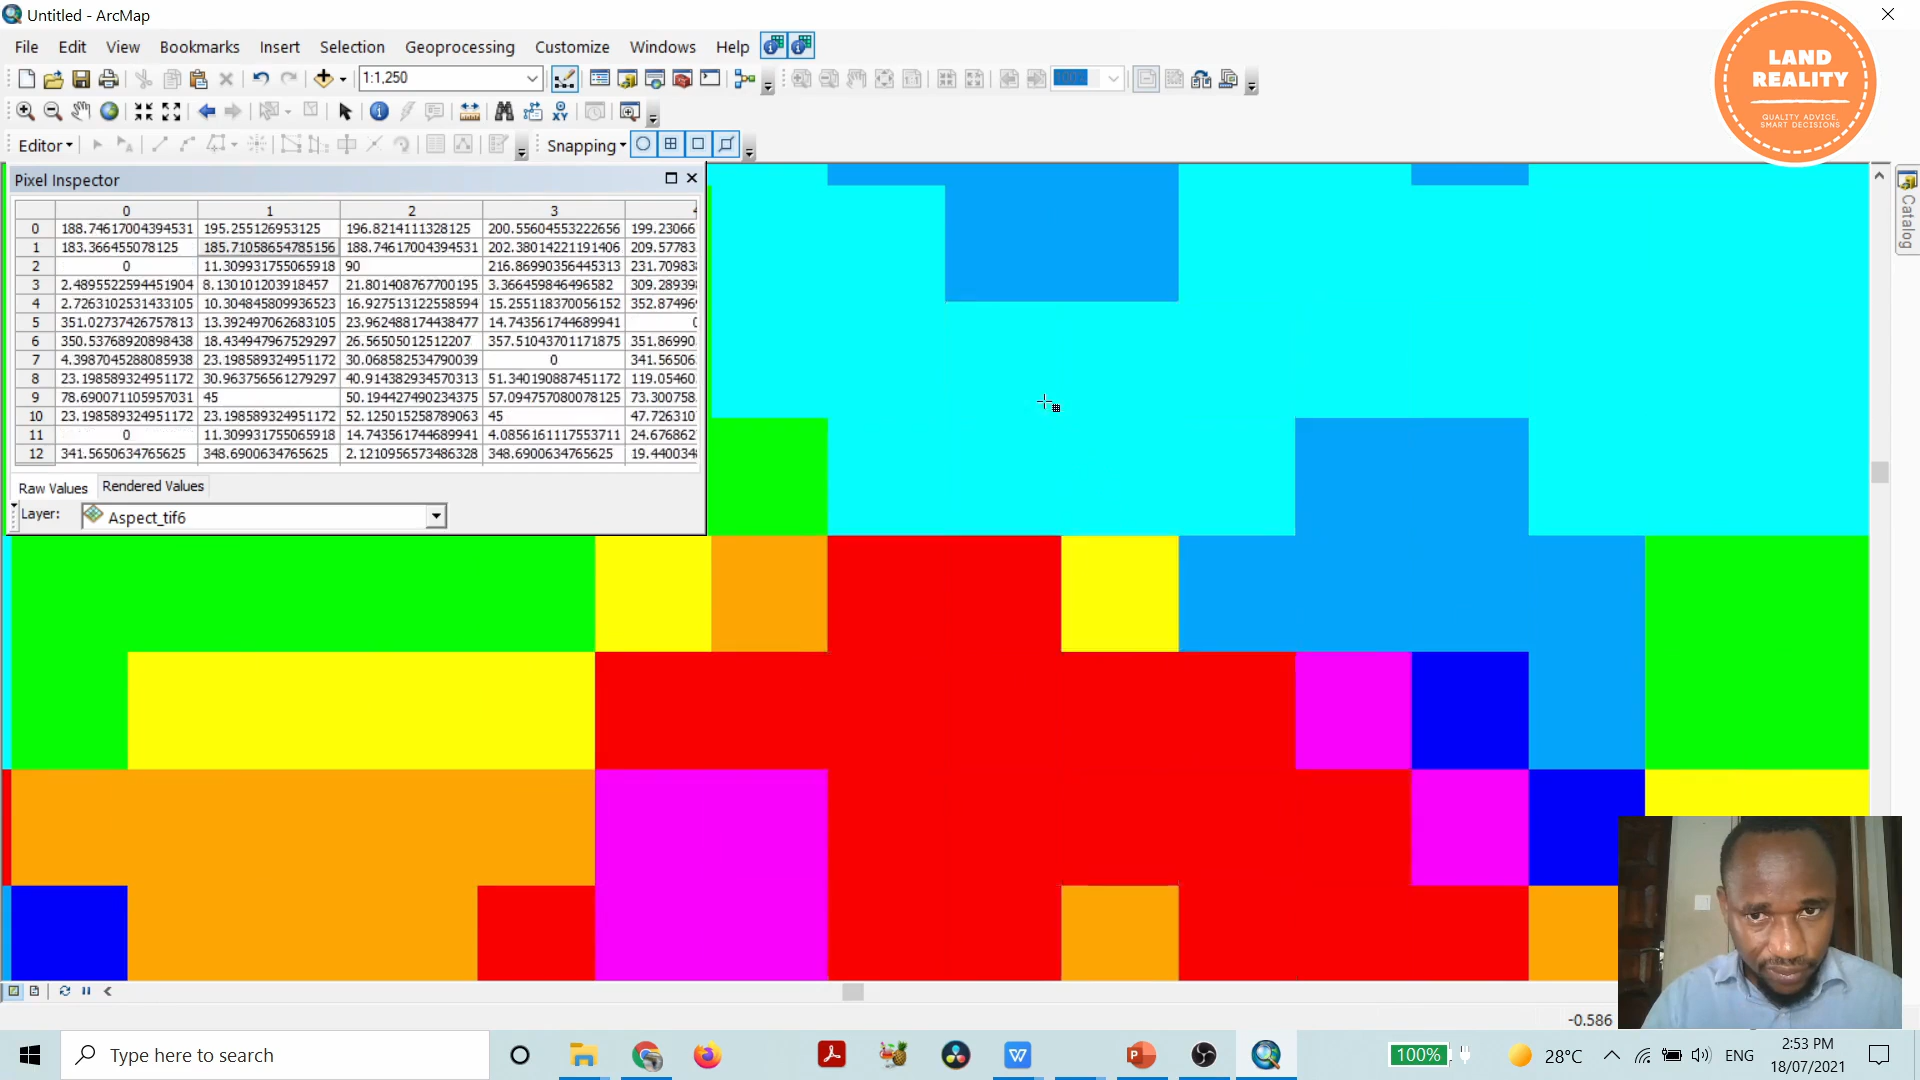 Untitled - ArcMap
File Edit View Bookmarks Insert Selection Geoprocessing Customize Windows Help
1:1,250
Editor Snapping
LAND
REALITY
QUALITY ADVICE,
SMART DECISIONS
Catalog
Pixel Inspector
0 1 2 3
0 188.74617004394531 195.255126953125 196.8214111328125 200.55604553222656 199.23066
1 183.366455078125 185.71058654785156 188.74617004394531 202.38014221191406 209.57783
2 0 11.309931755065918 90 216.86990356445313 231.70983
3 2.4895522594451904 8.130101203918457 21.801408767700195 3.366459846496582 309.28939
4 2.7263102531433105 10.304845809936523 16.927513122558594 15.255118370056152 352.87496
5 351.02737426757813 13.392497062683105 23.962488174438477 14.743561744689941 0
6 350.53768920898438 18.434947967529297 26.56505012512207 357.51043701171875 351.86990
7 4.3987045288085938 23.198589324951172 30.068582534790039 0 341.56506
8 23.198589324951172 30.963756561279297 40.914382934570313 51.340190887451172 119.05460
9 78.690071105957031 45 50.194427490234375 57.094757080078125 73.300758
10 23.198589324951172 23.198589324951172 52.125015258789063 45 47.726310
11 0 11.309931755065918 14.743561744689941 4.0856161117553711 24.676862
12 341.5650634765625 348.6900634765625 2.1210956573486328 348.6900634765625 19.440034
Raw Values Rendered Values
Layer: Aspect_tif6
-0.586
Type here to search
100% 28°C ENG
2:53 PM
18/07/2021